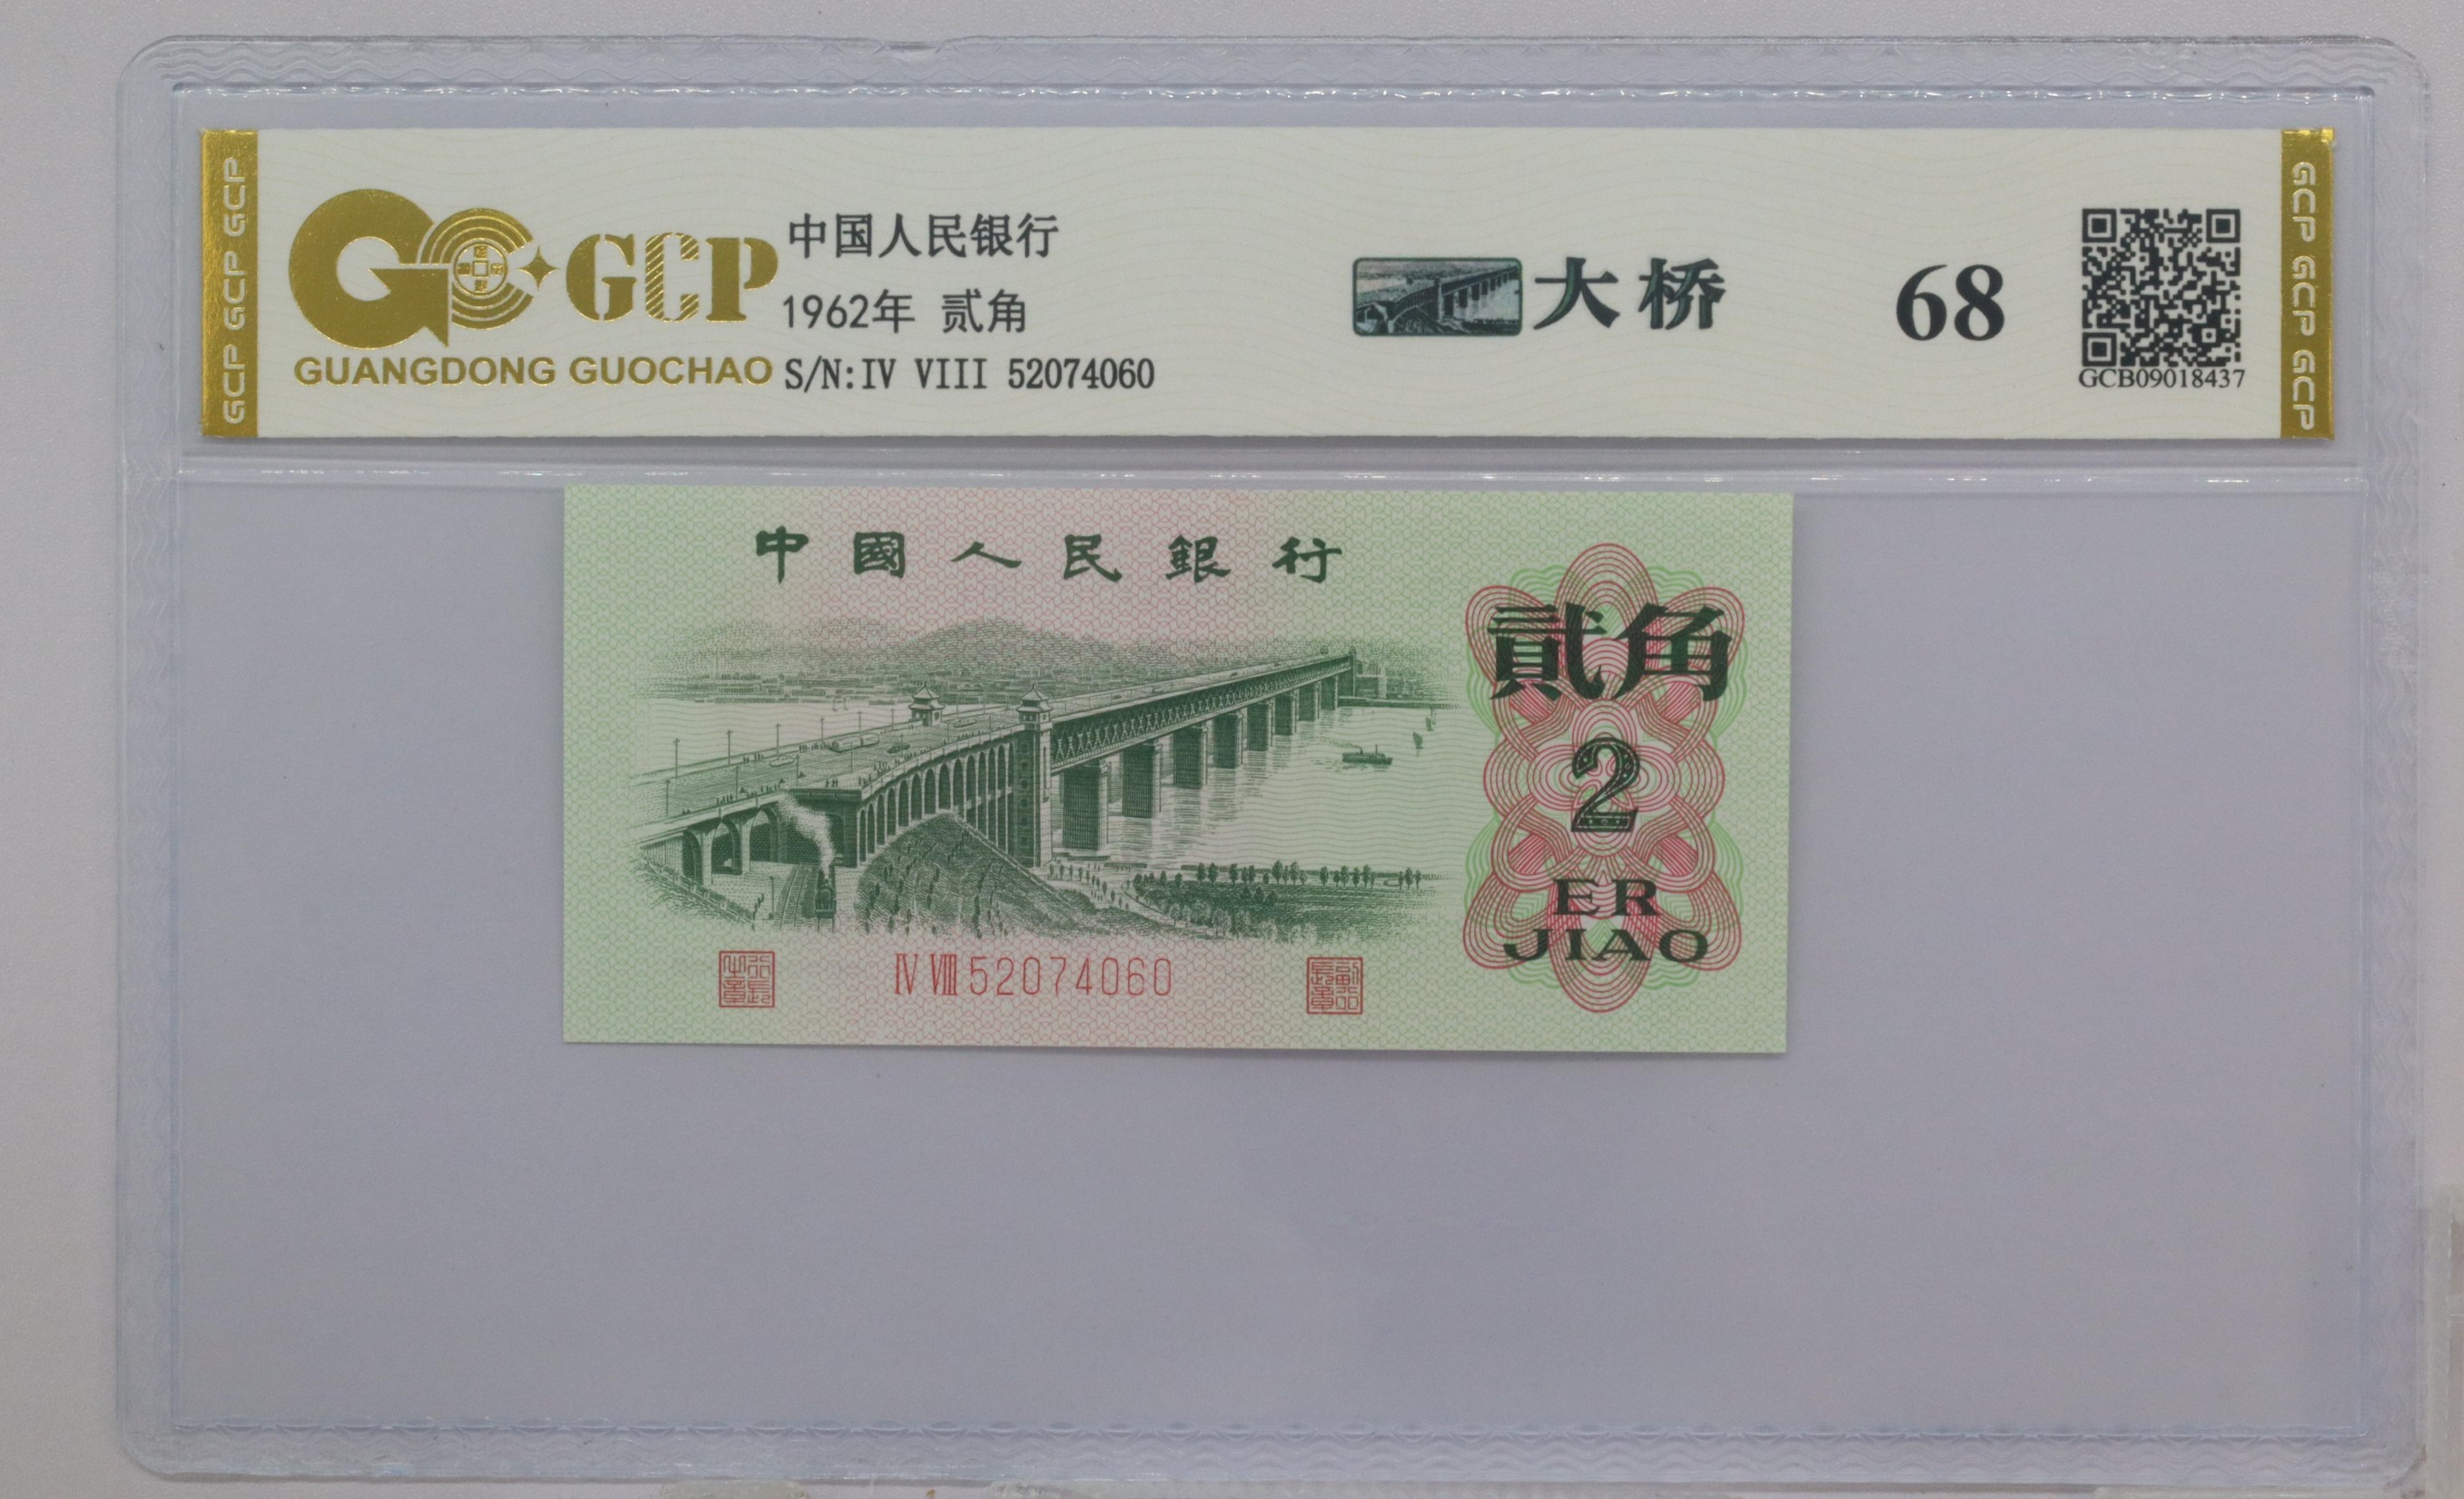 GCP GCP GCP
GCP
GUANGDONG GUOCHAO
中国人民银行
1962年 贰角
S/N:IV VIII 52074060
大桥
68
GCB09018437
GCP GCP GCP
中國人民銀行
貳角
2
ER
JIAO
IV VIII 52074060